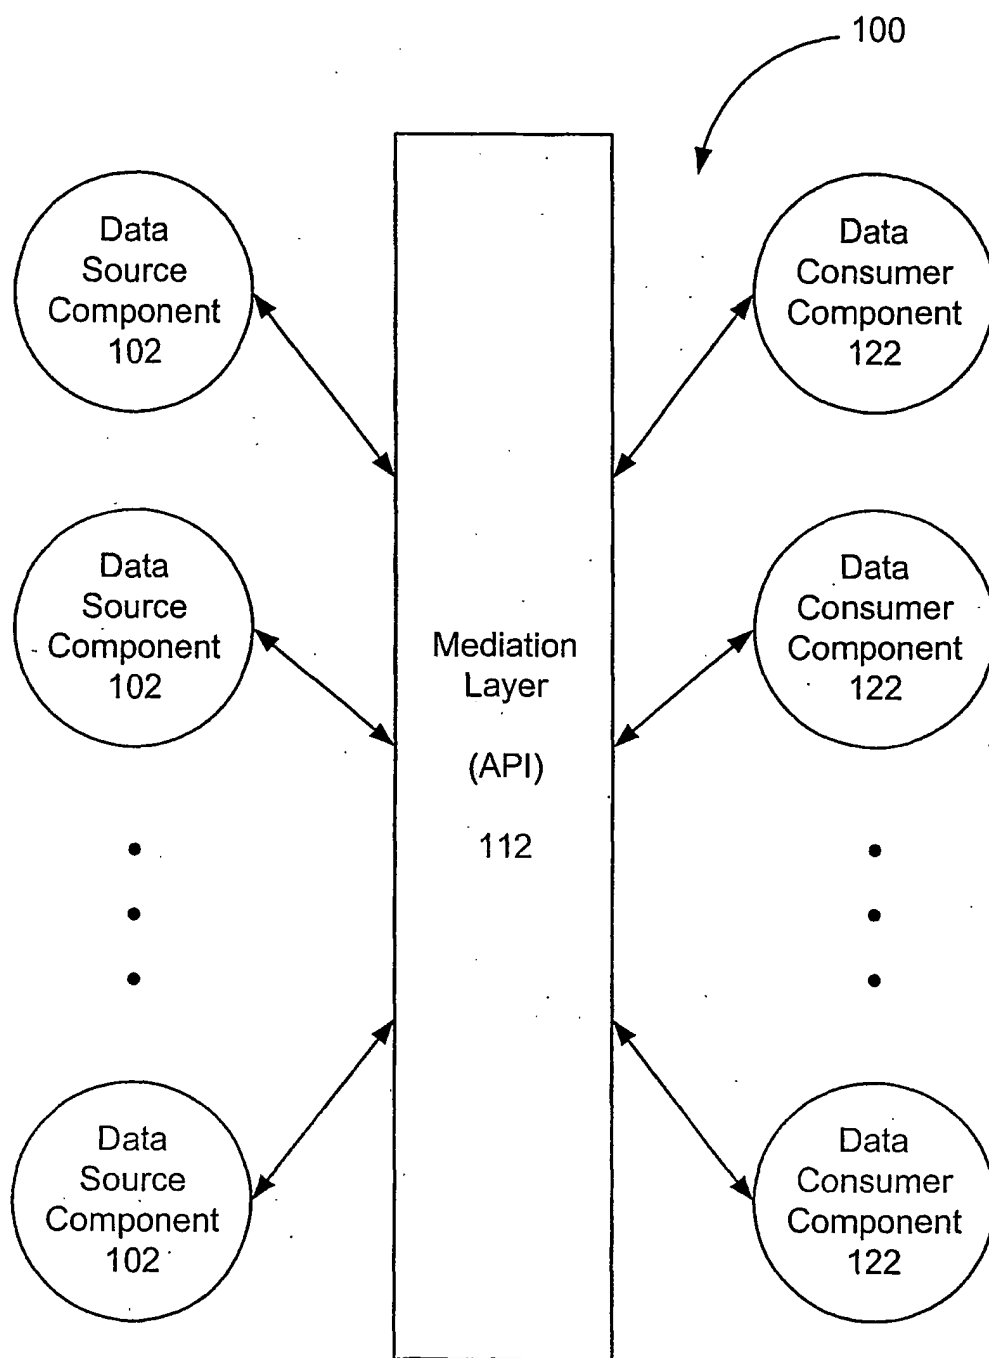 100
Data
Source
Component
102
Data
Consumer
Component
122
Data
Source
Component
102
Mediation
Layer
(API)
112
Data
Consumer
Component
122
Data
Source
Component
102
Data
Consumer
Component
122